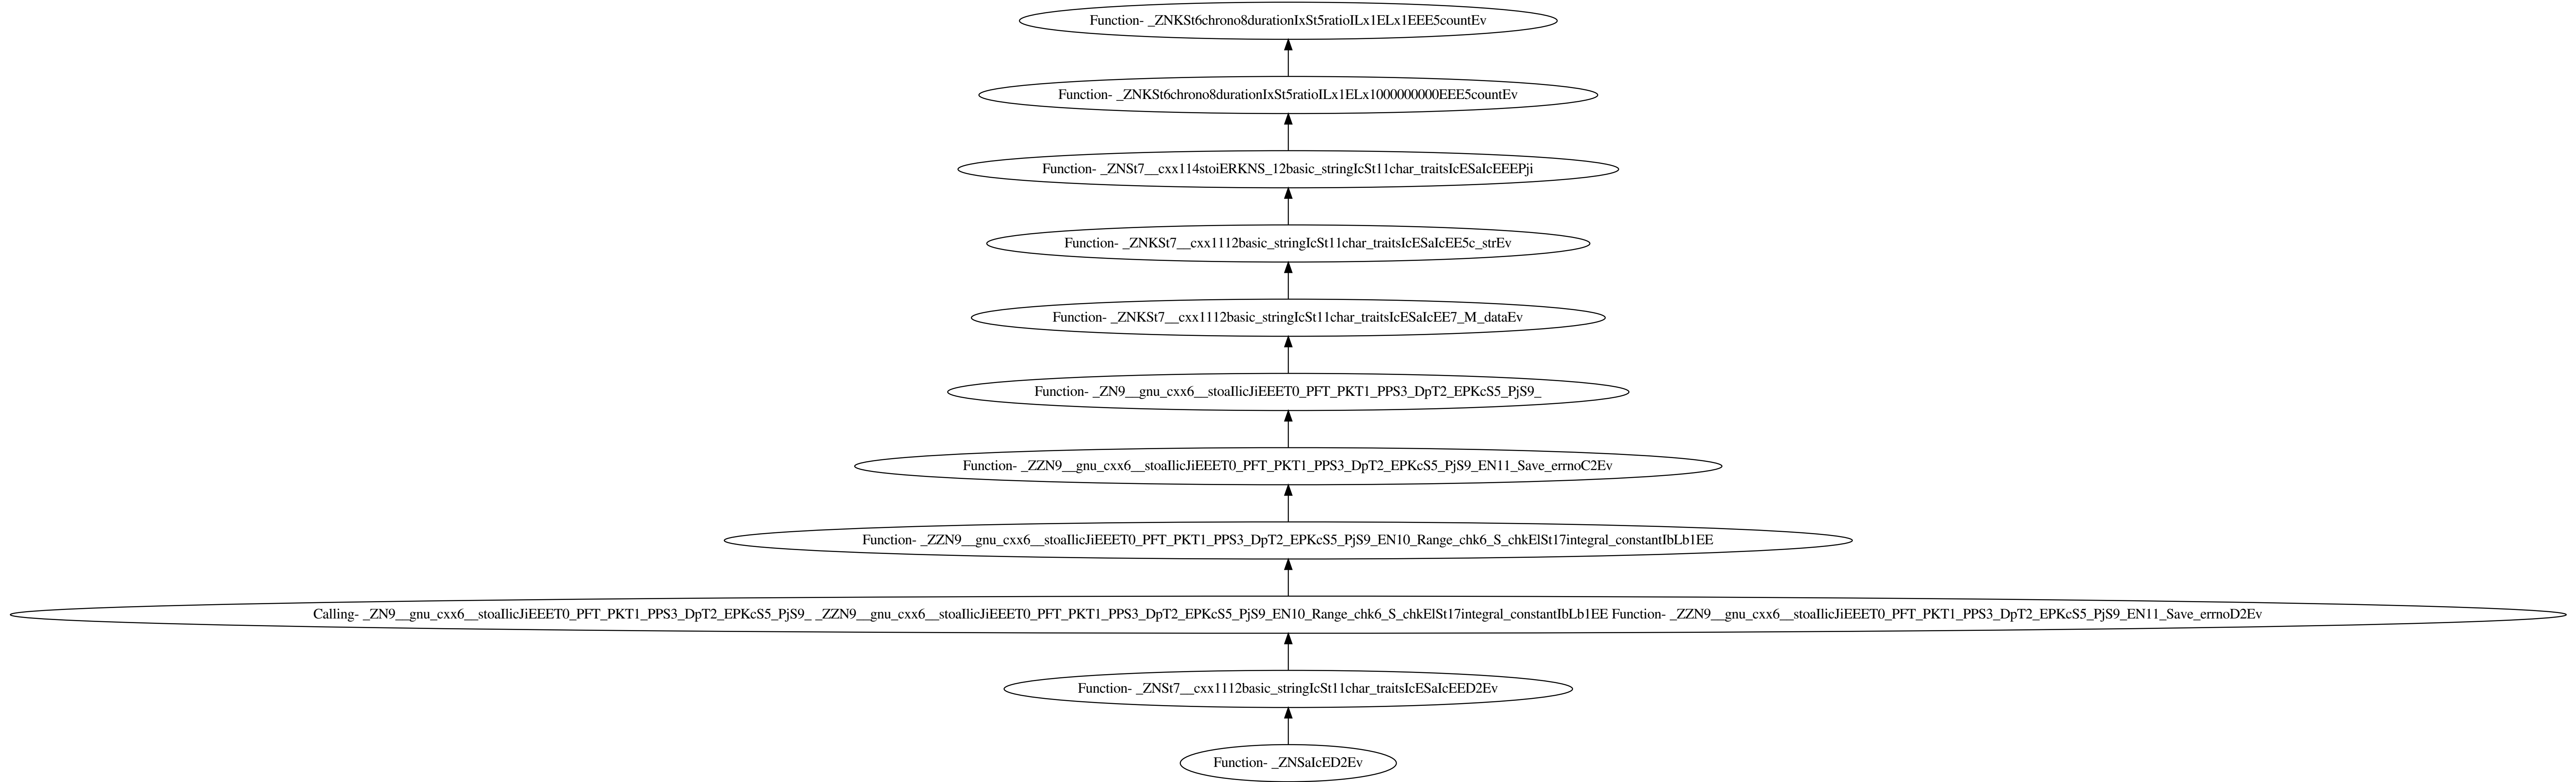 Function- _ZNKSt6chrono8durationIxSt5ratioILx1ELx1EEE5countEv
Function- _ZNKSt6chrono8durationIxSt5ratioILx1ELx1000000000EEE5countEv
Function- _ZNSt7__cxx114stoiERKNS_12basic_stringIcSt11char_traitsIcESaIcEEEPji
Function- _ZNKSt7__cxx1112basic_stringIcSt11char_traitsIcESaIcEE5c_strEv
Function- _ZNKSt7__cxx1112basic_stringIcSt11char_traitsIcESaIcEE7_M_dataEv
Function- _ZN9__gnu_cxx6__stoaIlicJiEEET0_PFT_PKT1_PPS3_DpT2_EPKcS5_PjS9_
Function- _ZZN9__gnu_cxx6__stoaIlicJiEEET0_PFT_PKT1_PPS3_DpT2_EPKcS5_PjS9_EN11_Save_errnoC2Ev
Function- _ZZN9__gnu_cxx6__stoaIlicJiEEET0_PFT_PKT1_PPS3_DpT2_EPKcS5_PjS9_EN10_Range_chk6_S_chkElSt17integral_constantIbLb1EE
Calling- _ZN9__gnu_cxx6__stoaIlicJiEEET0_PFT_PKT1_PPS3_DpT2_EPKcS5_PjS9_ _ZZN9__gnu_cxx6__stoaIlicJiEEET0_PFT_PKT1_PPS3_DpT2_EPKcS5_PjS9_EN10_Range_chk6_S_chkElSt17integral_constantIbLb1EE Function- _ZZN9__gnu_cxx6__stoaIlicJiEEET0_PFT_PKT1_PPS3_DpT2_EPKcS5_PjS9_EN11_Save_errnoD2Ev
Function- _ZNSt7__cxx1112basic_stringIcSt11char_traitsIcESaIcEED2Ev
Function- _ZNSaIcED2Ev